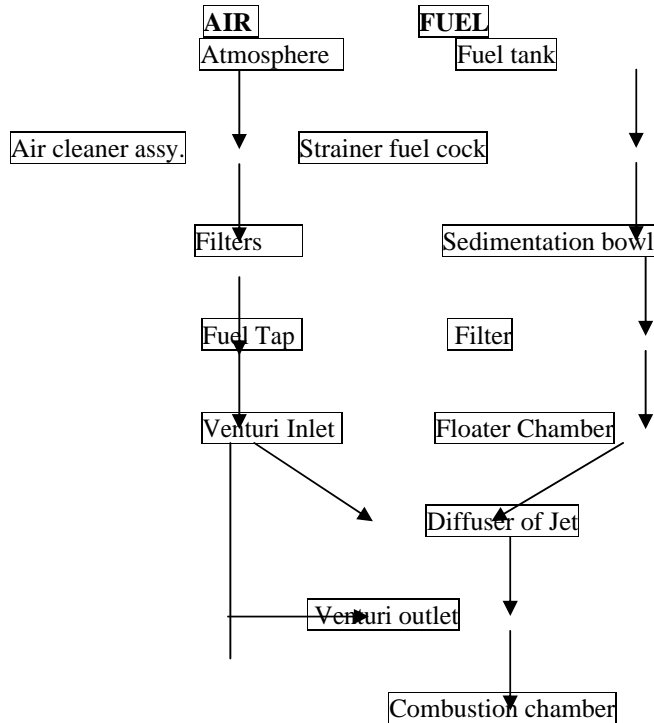 AIR FUEL
Atmosphere Fuel tank
Air cleaner assy. Strainer fuel cock
Filters Sedimentation bowl
Fuel Tap Filter
Venturi Inlet Floater Chamber
Diffuser of Jet
Venturi outlet
Combustion chamber